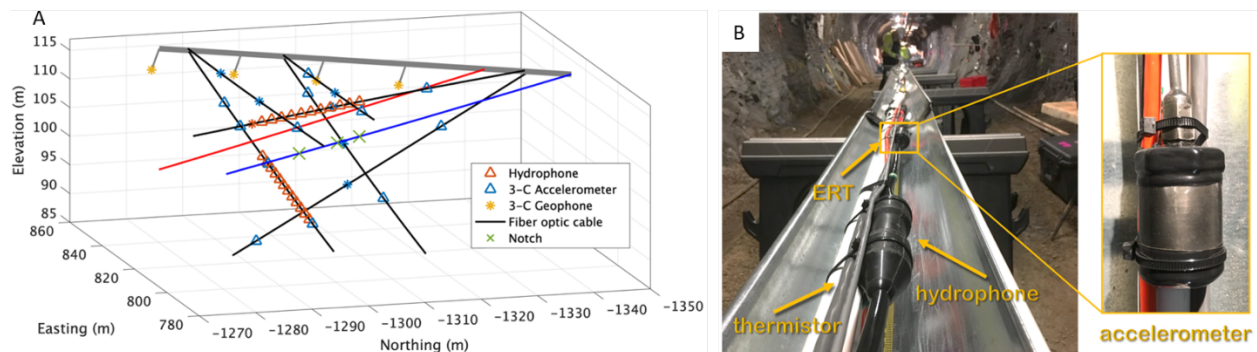 A
Elevation (m)
115
110
105
100
95
90
85
860
840
820
800
780
Easting (m)
−1270
−1280
−1290
−1300
−1310
−1320
−1330
−1340
−1350
Northing (m)
Hydrophone
3-C Accelerometer
3-C Geophone
Fiber optic cable
Notch
B
ERT
hydrophone
thermistor
accelerometer